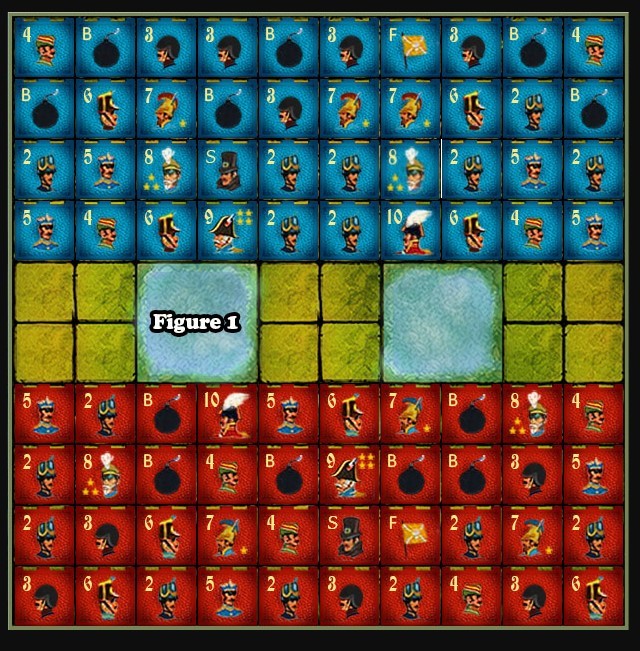 4 B 3 3 B 3 F 3 B 4
B 6 7 B 3 7 7 6 2 B
2 5 8 S 2 2 8 2 5 2
5 4 6 9 2 2 10 6 4 5
Figure 1
5 2 B 10 5 6 7 B 8 4
2 8 B 4 B 9 B B 3 5
2 3 6 7 4 S F 2 7 2
3 6 2 5 2 3 2 4 3 6